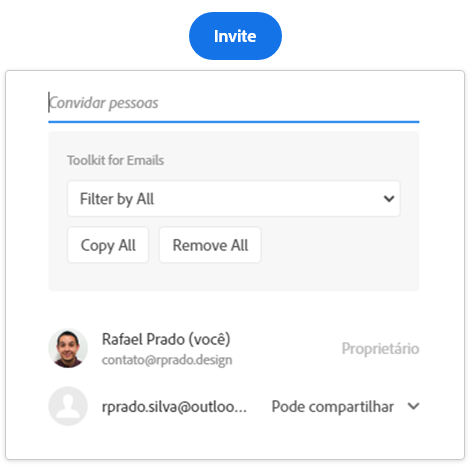 Invite
Convidar pessoas
Toolkit for Emails
Filter by All
Copy All Remove All
Rafael Prado (você)
contato@rprado.design
Proprietário
rprado.silva@outloo... Pode compartilhar